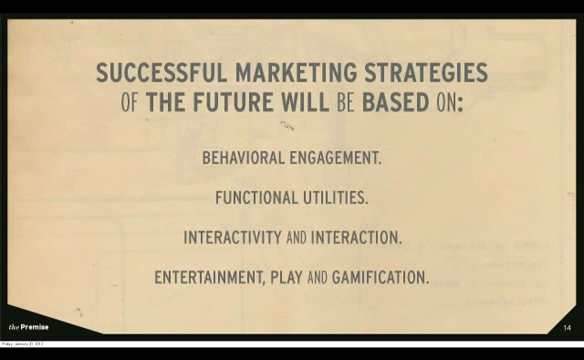 SUCCESSFUL MARKETING STRATEGIES
OF THE FUTURE WILL BE BASED ON:
BEHAVIORAL ENGAGEMENT.
FUNCTIONAL UTILITIES.
INTERACTIVITY AND INTERACTION.
ENTERTAINMENT, PLAY AND GAMIFICATION.
the Premise
14